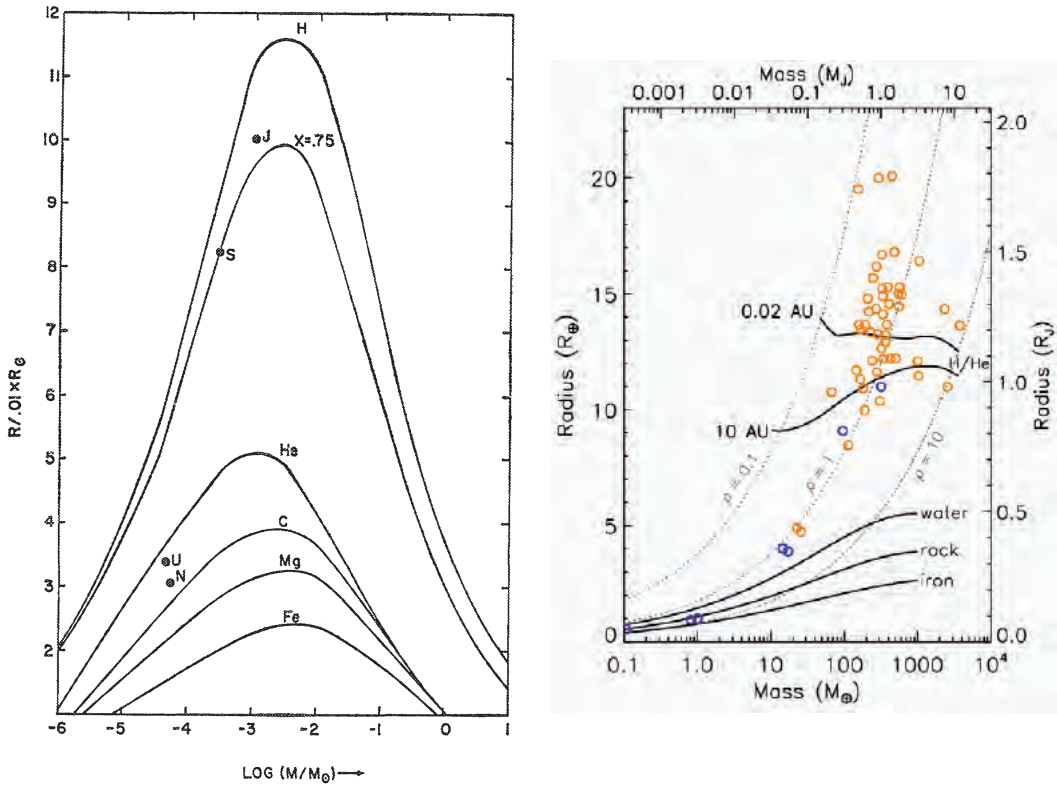 12
11
10
9
8
7
6
5
4
3
2
R/.01×R⊙
H
J
X=.75
S
He
U
N
C
Mg
Fe
-6 -5 -4 -3 -2 -1 0 1
LOG (M/M⊙)→
Mass (MJ)
0.001 0.01 0.1 1.0 10
20
15
10
5
0
Radius (R⊕)
2.0
1.5
1.0
0.5
0.0
Radius (RJ)
0.02 AU
H/He
10 AU
ρ = 0.1
ρ = 1
ρ = 10
water
rock
iron
0.1 1.0 10 100 1000 10⁴
Mass (M⊕)